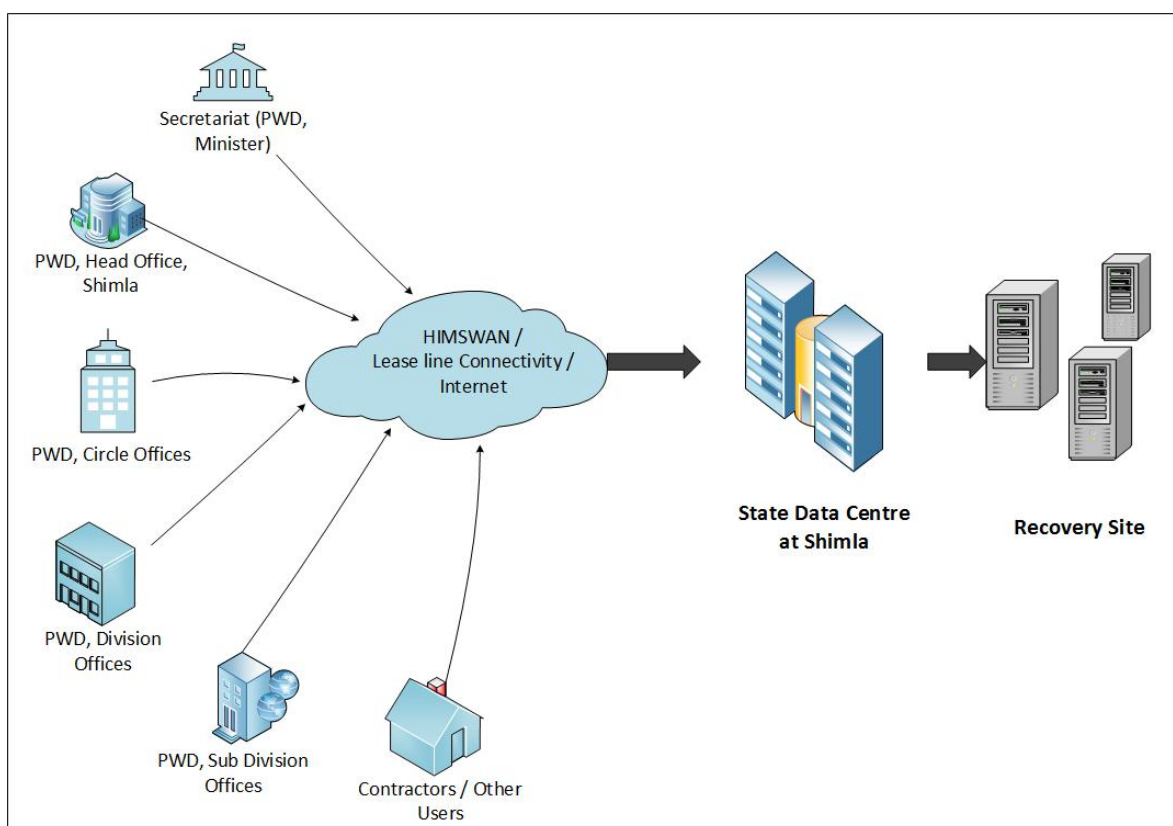 Secretariat (PWD,
Minister)
PWD, Head Office,
Shimla
HIMSWAN /
Lease line Connectivity /
Internet
PWD, Circle Offices
State Data Centre
at Shimla
Recovery Site
PWD, Division
Offices
PWD, Sub Division
Offices
Contractors / Other
Users